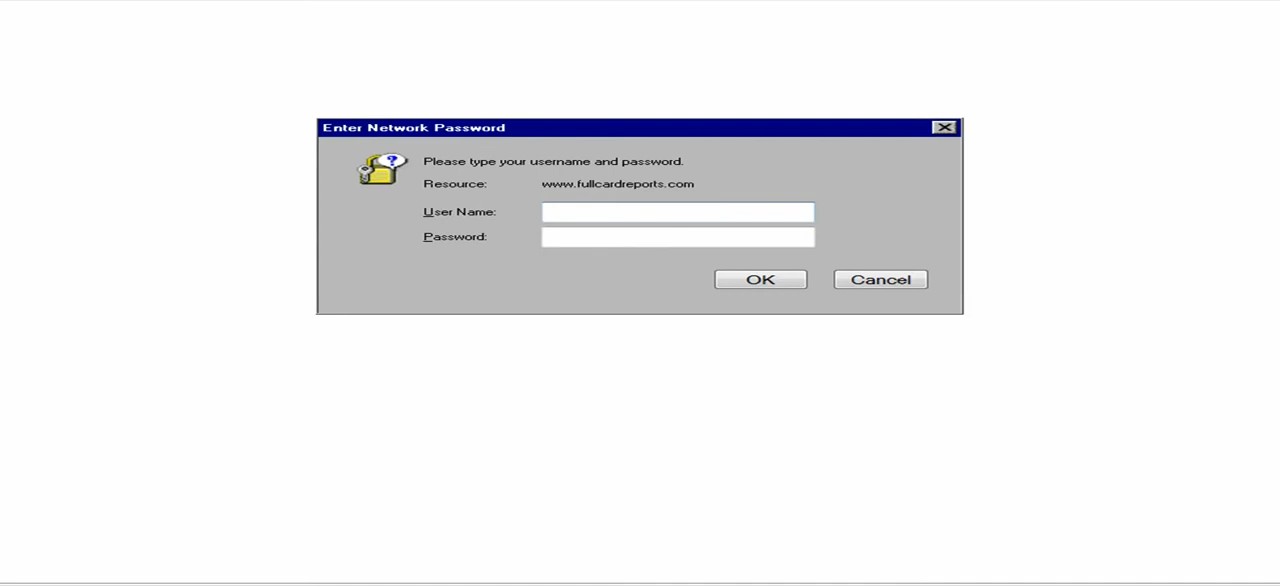 Enter Network Password
?
Please type your username and password.
Resource: www.fullcardreports.com
User Name:
Password:
OK Cancel